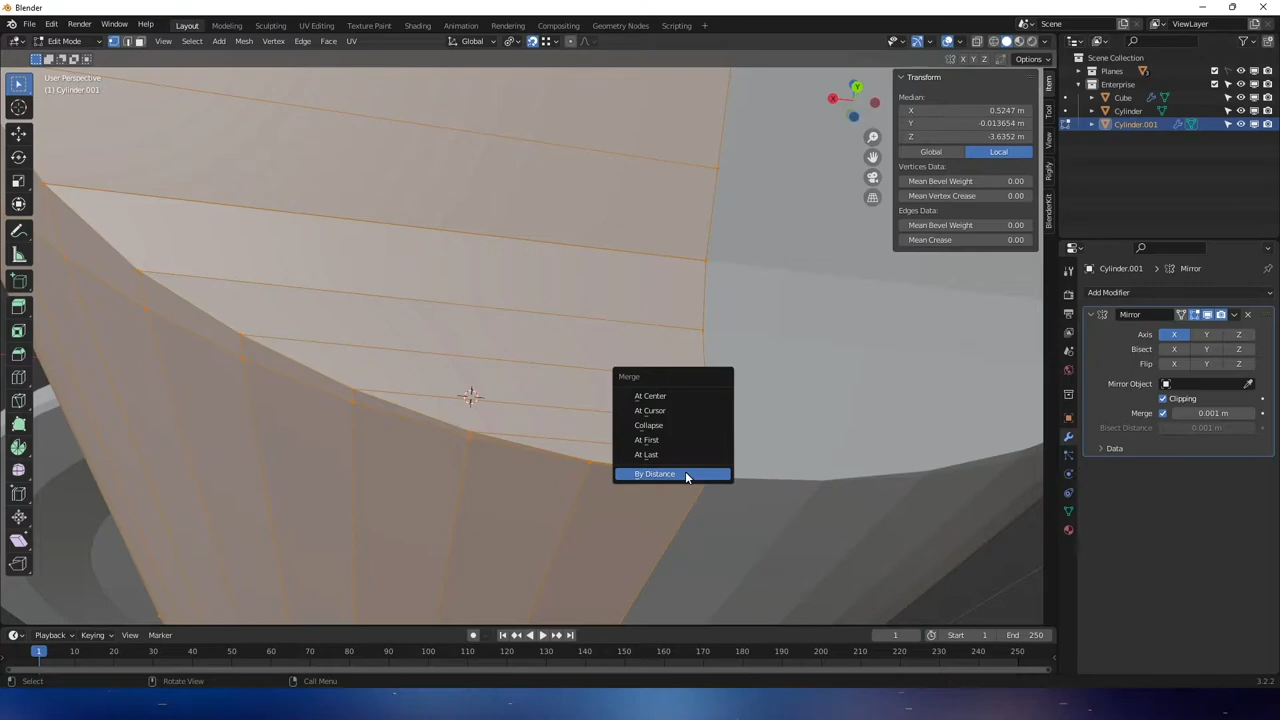 Blender
File Edit Render Window Help
Layout Modeling Sculpting UV Editing Texture Paint Shading Animation Rendering Compositing Geometry Nodes Scripting +
Scene
ViewLayer
Edit Mode
View Select Add Mesh Vertex Edge Face UV
Global
X Y Z
Options
User Perspective
(1) Cylinder.001
Y
X
Transform
Median:
X 0.5247 m
Y -0.013654 m
Z -3.6352 m
Global Local
Vertices Data:
Mean Bevel Weight 0.00
Mean Vertex Crease 0.00
Edges Data:
Mean Bevel Weight 0.00
Mean Crease 0.00
Item
Tool
View
Rigify
BlenderKit
Merge
At Center
At Cursor
Collapse
At First
At Last
By Distance
Scene Collection
Planes
Enterprise
Cube
Cylinder
Cylinder.001
Cylinder.001 > Mirror
Add Modifier
Mirror
Axis X Y Z
Bisect X Y Z
Flip X Y Z
Mirror Object
Clipping
Merge 0.001 m
Bisect Distance 0.001 m
Data
Playback Keying View Marker
1
Start 1 End 250
1 10 20 30 40 50 60 70 80 90 100 110 120 130 140 150 160 170 180 190 200 210 220 230 240 250
Select
Rotate View
Call Menu
3.2.2